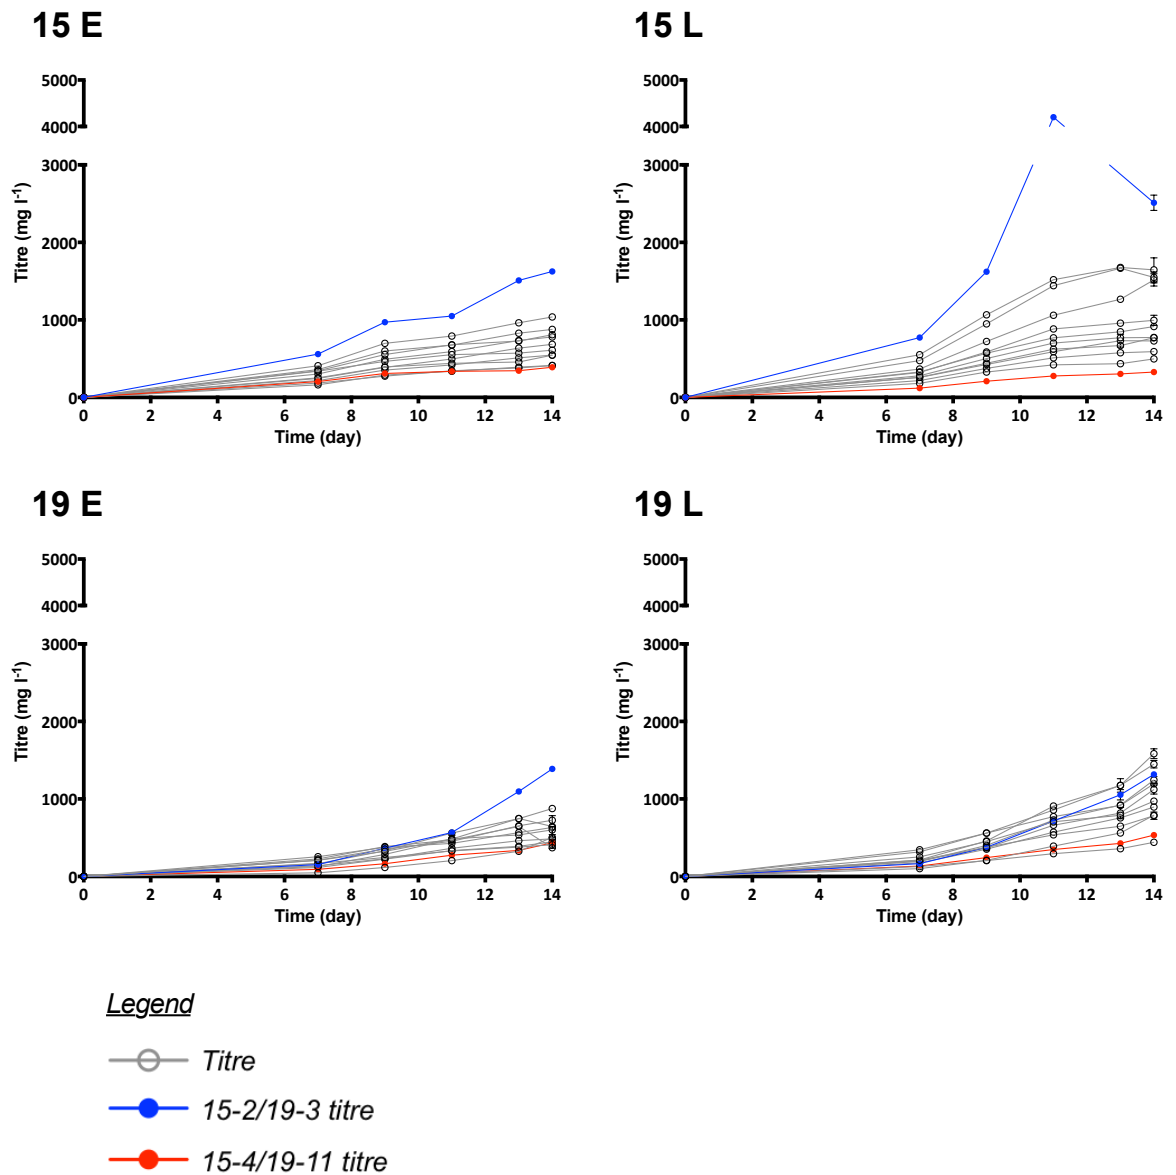 15 E
5000
4000
3000
2000
1000
0
Titre (mg l-1)
0 2 4 6 8 10 12 14
Time (day)
15 L
5000
4000
3000
2000
1000
0
Titre (mg l-1)
0 2 4 6 8 10 12 14
Time (day)
19 E
5000
4000
3000
2000
1000
0
Titre (mg l-1)
0 2 4 6 8 10 12 14
Time (day)
19 L
5000
4000
3000
2000
1000
0
Titre (mg l-1)
0 2 4 6 8 10 12 14
Time (day)
Legend
Titre
15-2/19-3 titre
15-4/19-11 titre